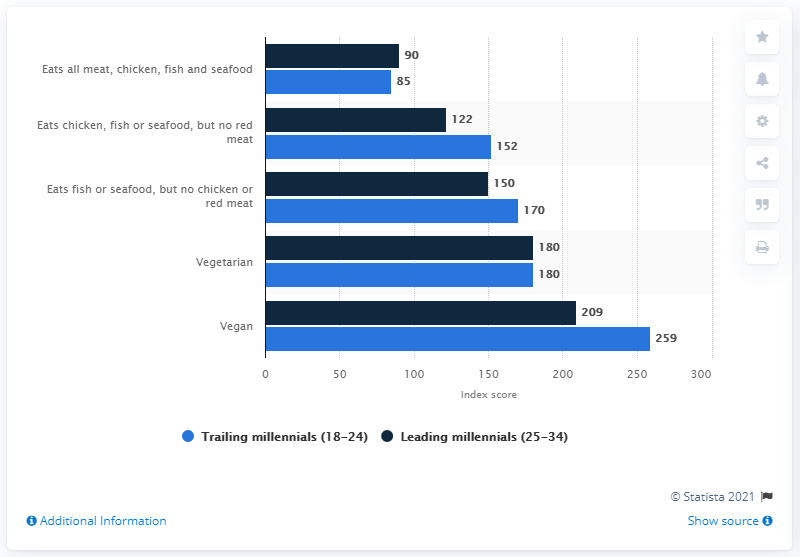 90
Eats all meat, chicken, fish and seafood
85
122
Eats chicken, fish or seafood, but no red
meat
152
150
Eats fish or seafood, but no chicken or
red meat
170
180
Vegetarian
180
209
Vegan
259
0 50 100 150 200 250 300
Index score
Trailing millennials (18-24) Leading millennials (25-34)
© Statista 2021
Additional Information Show source